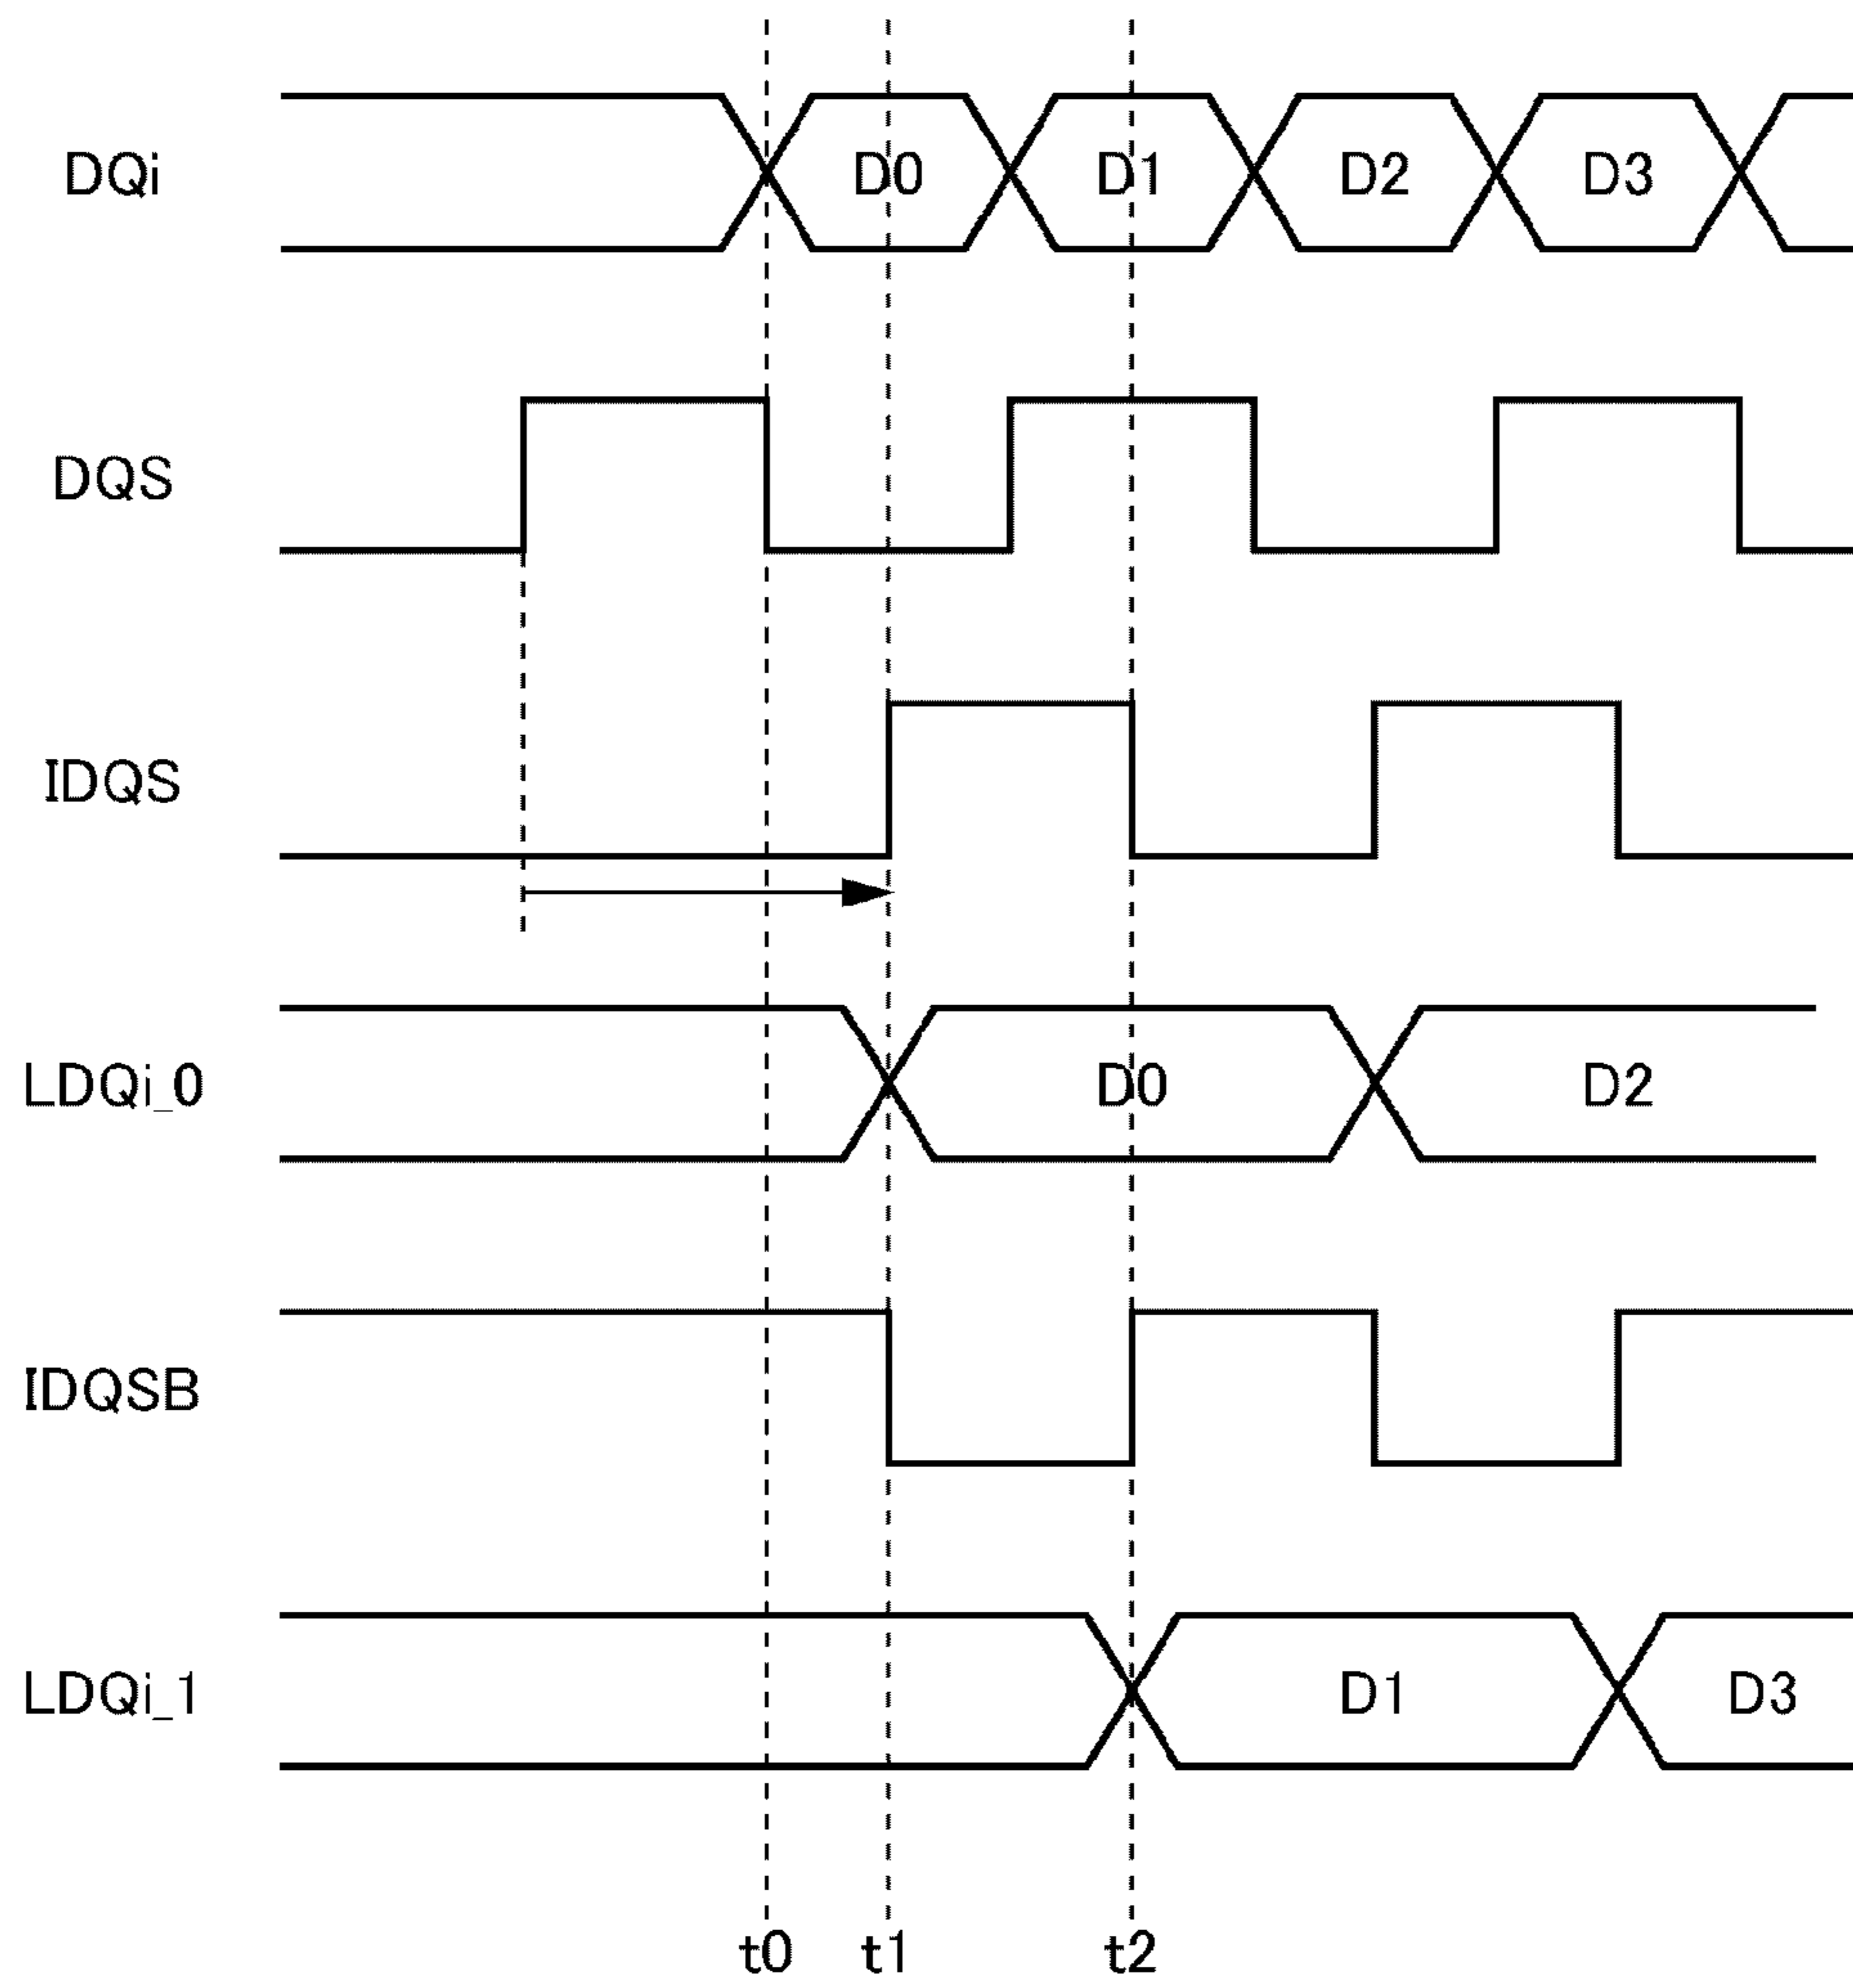 DQi D0 D1 D2 D3
DQS
IDQS
LDQi_0 D0 D2
IDQSB
LDQi_1 D1 D3
t0 t1 t2